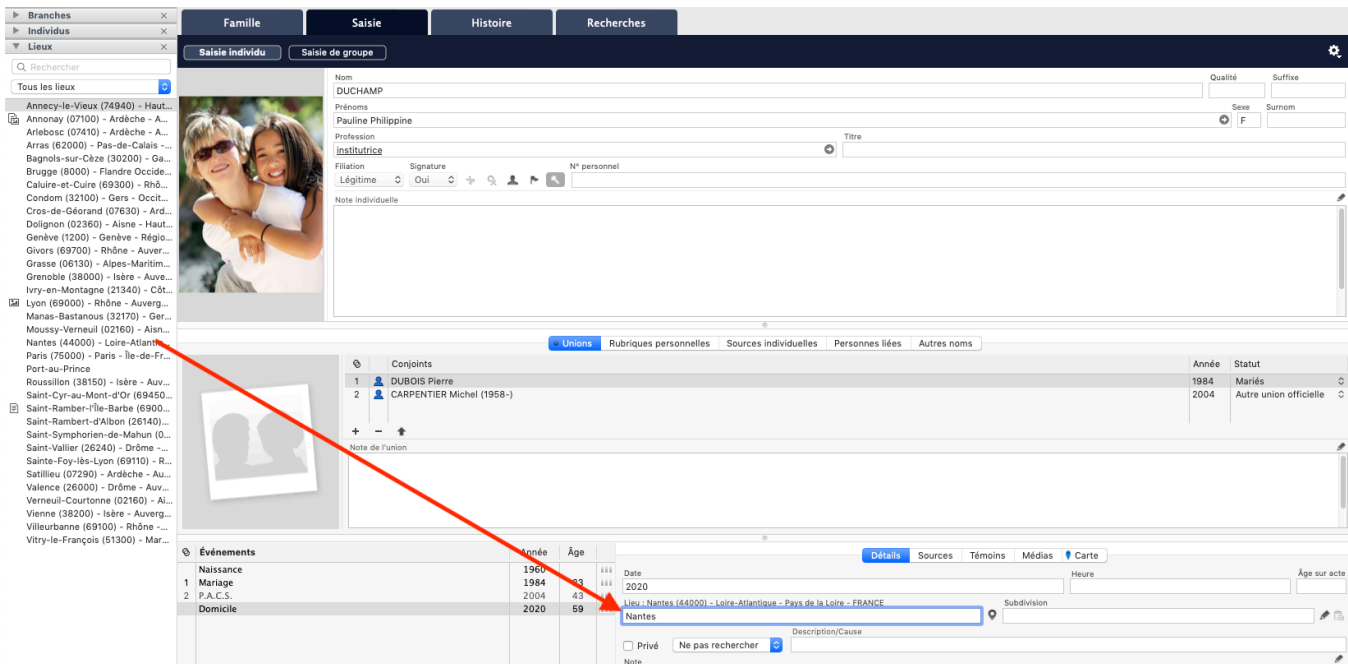 Branches
Individus
Lieux
Rechercher
Tous les lieux
Annecy-le-Vieux (74940) - Haut...
Annonay (07100) - Ardèche - A...
Arlebosc (07410) - Ardèche - A...
Arras (62000) - Pas-de-Calais -...
Bagnols-sur-Cèze (30200) - Ga...
Brugge (8000) - Flandre Occide...
Caluire-et-Cuire (69300) - Rhô...
Condom (32100) - Gers - Occit...
Cros-de-Géorand (07630) - Ard...
Dolignon (02360) - Aisne - Haut...
Genève (1200) - Genève - Régio...
Givors (69700) - Rhône - Auver...
Grasse (06130) - Alpes-Maritim...
Grenoble (38000) - Isère - Auve...
Ivry-en-Montagne (21340) - Côt...
Lyon (69000) - Rhône - Auverg...
Manas-Bastanous (32170) - Ger...
Moussy-Verneuil (02160) - Aisn...
Nantes (44000) - Loire-Atlantiq...
Paris (75000) - Paris - Île-de-Fr...
Port-au-Prince
Roussillon (38150) - Isère - Auv...
Saint-Cyr-au-Mont-d'Or (69450...
Saint-Ramber-l'Île-Barbe (6900...
Saint-Rambert-d'Albon (26140)...
Saint-Symphorien-de-Mahun (0...
Saint-Vallier (26240) - Drôme -...
Sainte-Foy-lès-Lyon (69110) - R...
Satillieu (07290) - Ardèche - Au...
Valence (26000) - Drôme - Auv...
Verneuil-Courtonne (02160) - Ai...
Vienne (38200) - Isère - Auverg...
Villeurbanne (69100) - Rhône -...
Vitry-le-François (51300) - Mar...
Famille Saisie Histoire Recherches
Saisie individu Saisie de groupe
Nom Qualité Suffixe
DUCHAMP
Prénoms Sexe Surnom
Pauline Philippine F
Profession Titre
institutrice
Filiation Signature N° personnel
Légitime Oui
Note individuelle
Unions Rubriques personnelles Sources individuelles Personnes liées Autres noms
Conjoints Année Statut
1 DUBOIS Pierre 1984 Mariés
2 CARPENTIER Michel (1958-) 2004 Autre union officielle
Note de l'union
Événements Année Âge
Naissance 1960
1 Mariage 1984 23
2 P.A.C.S. 2004 43
Domicile 2020 59
Détails Sources Témoins Médias Carte
Date Heure Âge sur acte
2020
Lieu : Nantes (44000) - Loire-Atlantique - Pays de la Loire - FRANCE Subdivision
Nantes
Description/Cause
Privé Ne pas rechercher
Note